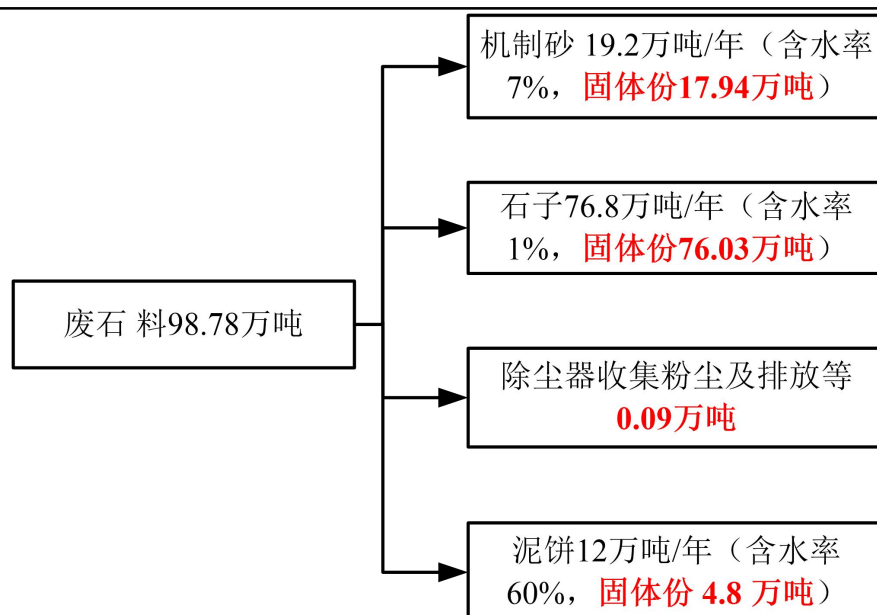 机制砂 19.2万吨/年（含水率
7%，固体份17.94万吨）
石子76.8万吨/年（含水率
1%，固体份76.03万吨）
废石 料98.78万吨
除尘器收集粉尘及排放等
0.09万吨
泥饼12万吨/年（含水率
60%，固体份 4.8 万吨）